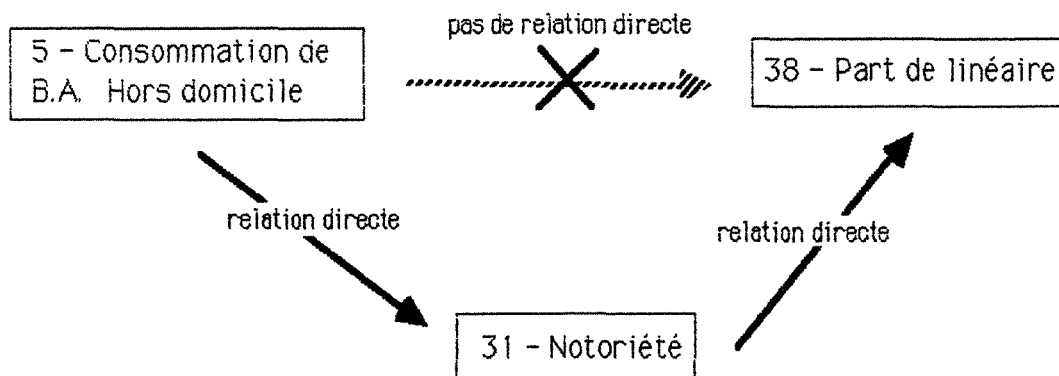 pas de relation directe
5 - Consommation de
B.A. Hors domicile
38 - Part de linéaire
relation directe
relation directe
31 - Notoriété